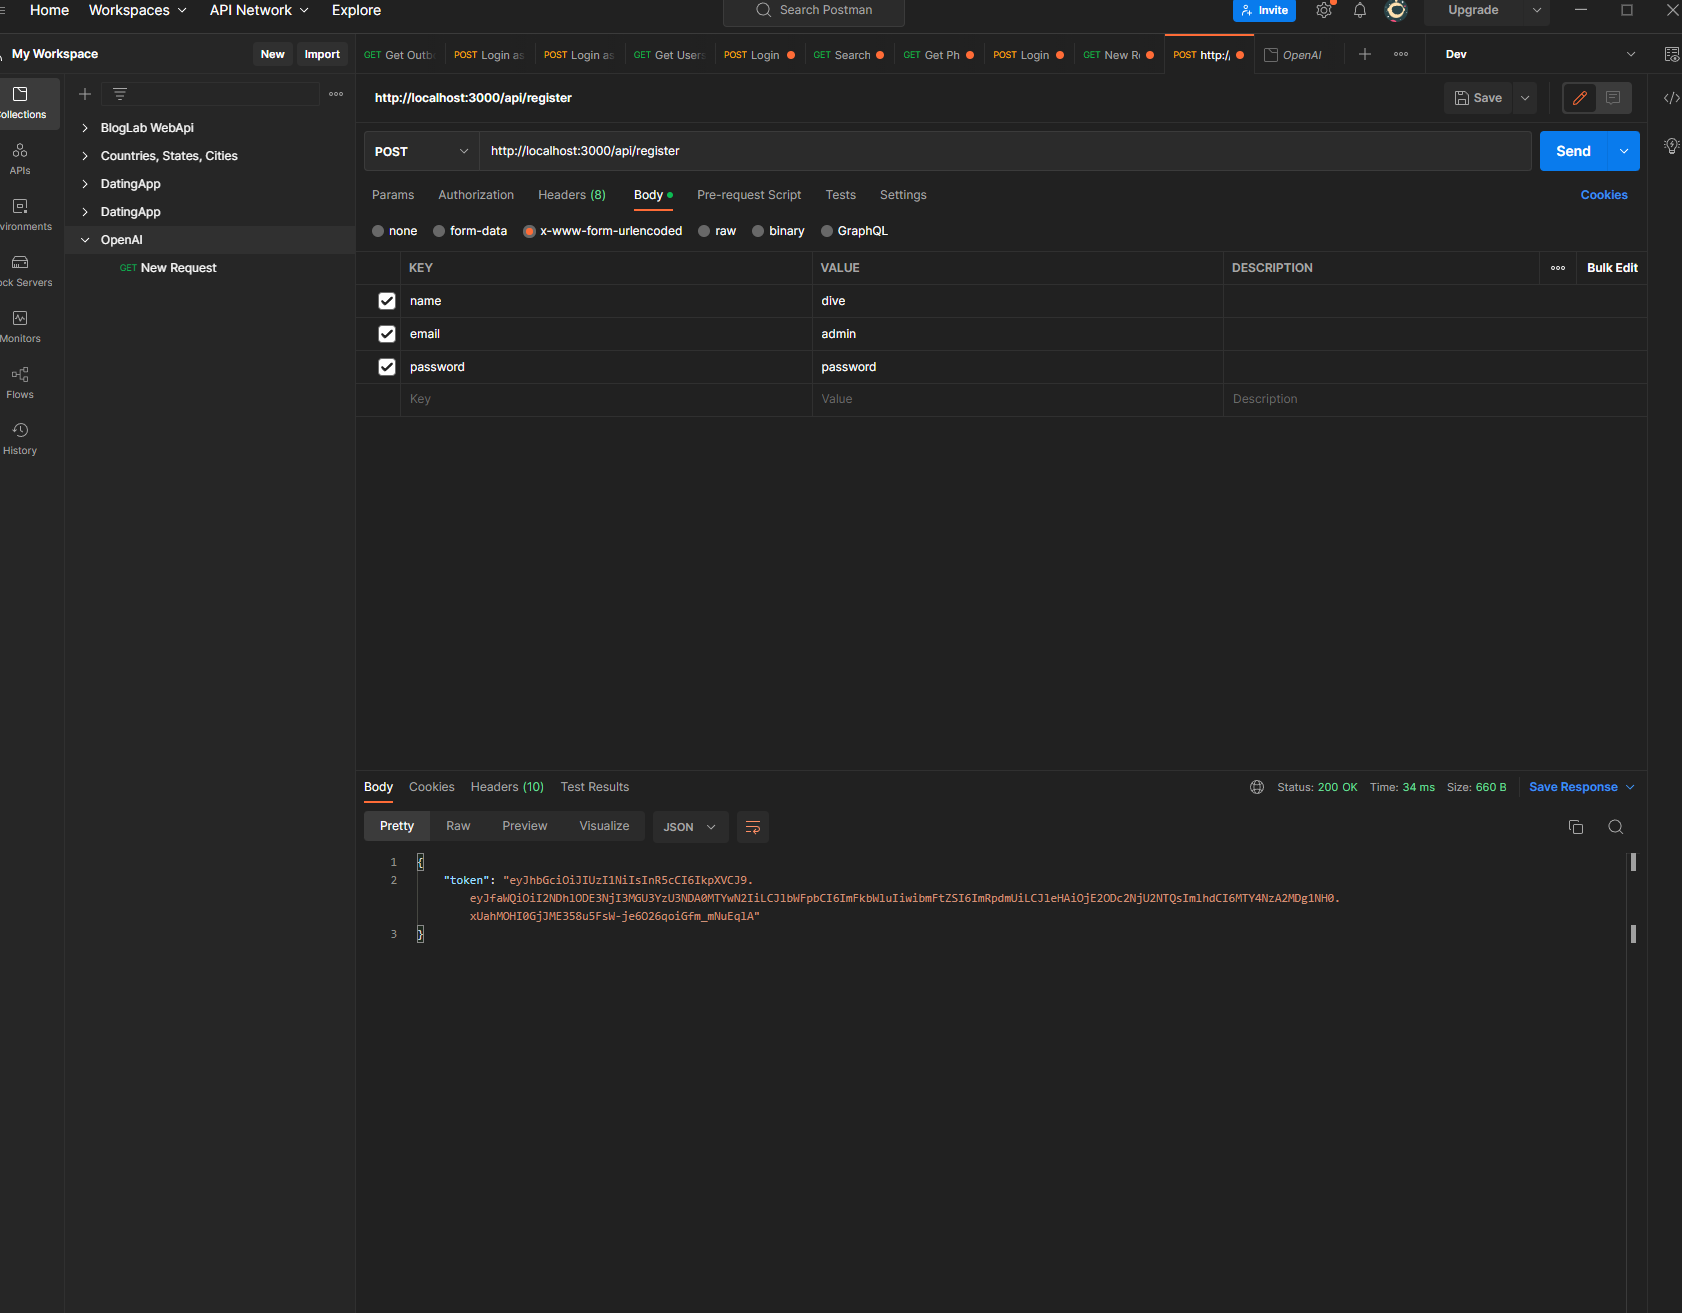 Home Workspaces API Network Explore Search Postman Invite Upgrade
My Workspace New Import GET Get Outb POST Login as POST Login as GET Get Users POST Login GET Search GET Get Ph POST Login GET New R POST http:/ OpenAI Dev
ollections
APIs
vironments
ock Servers
Monitors
Flows
History
BlogLab WebApi
Countries, States, Cities
DatingApp
DatingApp
OpenAI
GET New Request
http://localhost:3000/api/register Save
POST http://localhost:3000/api/register Send
Params Authorization Headers (8) Body Pre-request Script Tests Settings Cookies
none form-data x-www-form-urlencoded raw binary GraphQL
KEY VALUE DESCRIPTION Bulk Edit
name dive
email admin
password password
Key Value Description
Body Cookies Headers (10) Test Results Status: 200 OK Time: 34 ms Size: 660 B Save Response
Pretty Raw Preview Visualize JSON
1 {
2 "token": "eyJhbGciOiJIUzI1NiIsInR5cCI6IkpXVCJ9.
eyJfaWQiOiI2NDhlODE3NjI3MGU3YzU3NDA0MTYwN2IiLCJlbWFpbCI6ImFkbWluIiwibmFtZSI6ImRpdmUiLCJleHAiOjE2ODc2NjU2NTQsImlhdCI6MTY4NzA2MDg1NH0.
xUahMOHI0GjJME358u5FsW-je6O26qoiGfm_mNuEqlA"
3 }